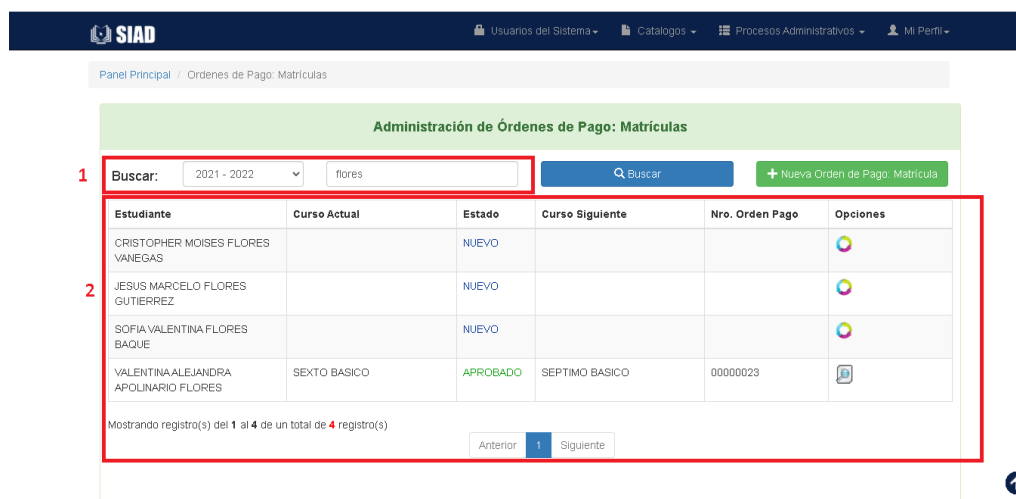 SIAD Usuarios del Sistema Catalogos Procesos Administrativos Mi Perfil
Panel Principal / Ordenes de Pago: Matrículas
Administración de Órdenes de Pago: Matrículas
1 Buscar: 2021 - 2022 flores Buscar Nueva Orden de Pago: Matrícula
Estudiante Curso Actual Estado Curso Siguiente Nro. Orden Pago Opciones
CRISTOPHER MOISES FLORES NUEVO
VANEGAS
2 JESUS MARCELO FLORES NUEVO
GUTIERREZ
SOFIA VALENTINA FLORES NUEVO
BAQUE
VALENTINA ALEJANDRA SEXTO BASICO APROBADO SEPTIMO BASICO 00000023
APOLINARIO FLORES
Mostrando registro(s) del 1 al 4 de un total de 4 registro(s)
Anterior 1 Siguiente